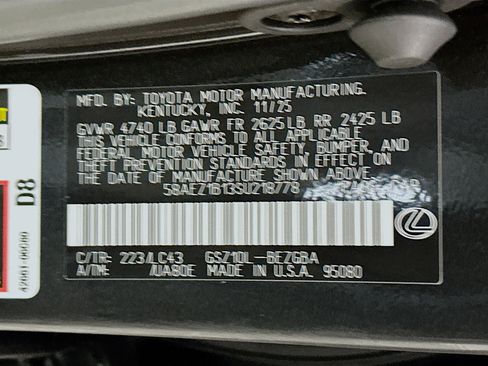 MFD. BY: TOYOTA MOTOR MANUFACTURING.
KENTUCKY, INC. 11/25
GVWR 4740 LB GAWR FR 2625 LB RR 2425 LB
THIS VEHICLE CONFORMS TO ALL APPLICABLE
FEDERAL MOTOR VEHICLE SAFETY, BUMPER, AND
THEFT PREVENTION STANDARDS IN EFFECT ON
THE DATE OF MANUFACTURE SHOWN ABOVE.
58AEZ1B13SU218778
C/TR: 223/LC43 GSZ10L-BEZGBA
A/TM: /UA80E MADE IN U.S.A. 95080
D8